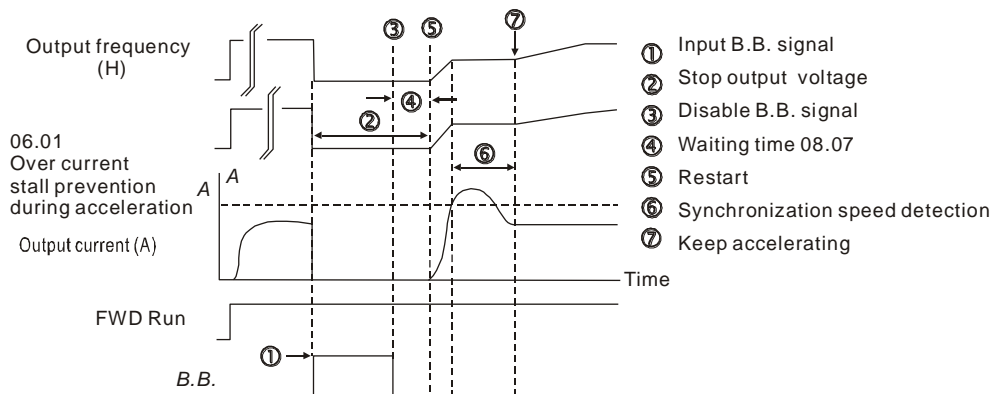 Output frequency
(H)
③
⑤
⑦
④
②
⑥
06.01
Over current
stall prevention
during acceleration
A
A
Output current (A)
Time
FWD Run
①
B.B.
① Input B.B. signal
② Stop output voltage
③ Disable B.B. signal
④ Waiting time 08.07
⑤ Restart
⑥ Synchronization speed detection
⑦ Keep accelerating